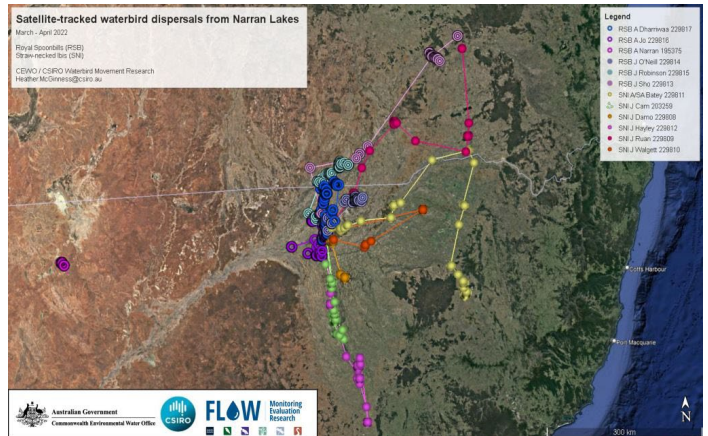 Satellite-tracked waterbird dispersals from Narran Lakes
March - April 2022
Royal Spoonbills (RSB)
Straw-necked Ibis (SNI)
CEWO / CSIRO Waterbird Movement Research
Heather.McGinness@csiro.au
Legend
RSB A Dharriwaa 229817
RSB A Jo 229816
RSB A Narran 195375
RSB J O'Neill 229814
RSB J Robinson 229815
RSB J Sho 229813
SNI A/SA Batey 229811
SNI J Cam 203259
SNI J Damo 229808
SNI J Hayley 229812
SNI J Ruari 229809
SNI J Walgett 229810
Coffs Harbour
Port Macquarie
N
300 km
Australian Government
Commonwealth Environmental Water Office
CSIRO
FLOW
Monitoring
Evaluation
Research